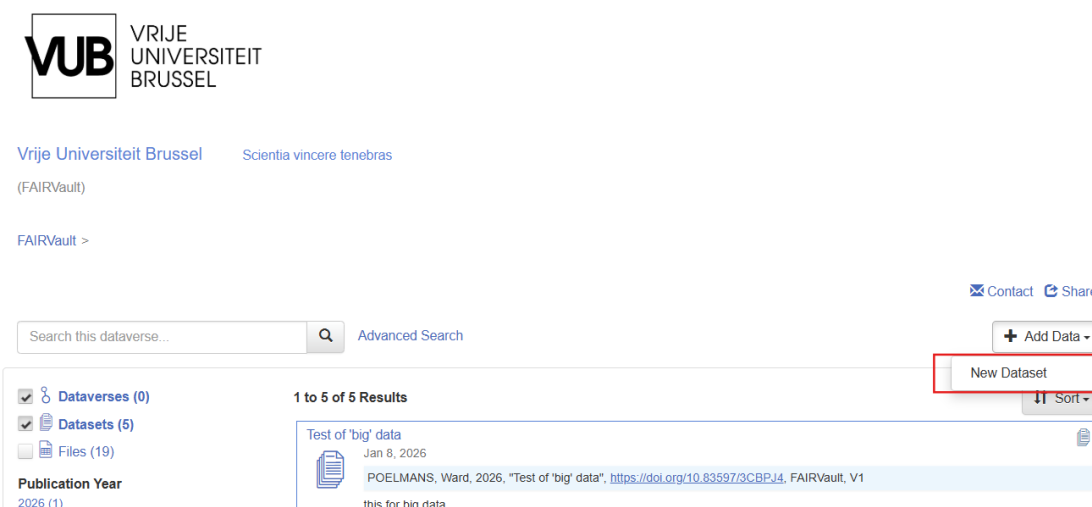 VUB
VRIJE
UNIVERSITEIT
BRUSSEL
Vrije Universiteit Brussel Scientia vincere tenebras
(FAIRVault)
FAIRVault >
Contact Share
Search this dataverse... Advanced Search Add Data
New Dataset
Sort
Dataverses (0)
Datasets (5)
Files (19)
Publication Year
2026 (1)
1 to 5 of 5 Results
Test of 'big' data
Jan 8, 2026
POELMANS, Ward, 2026, "Test of 'big' data", https://doi.org/10.83597/3CBPJ4, FAIRVault, V1
this for big data